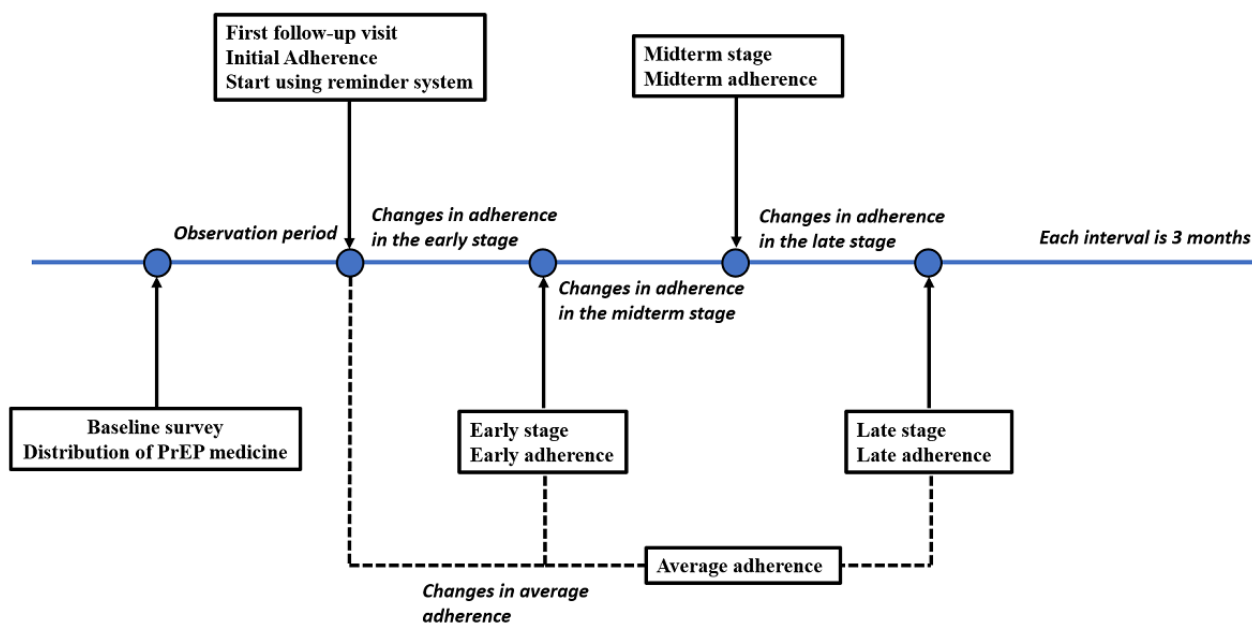 First follow-up visit
Initial Adherence
Start using reminder system
Midterm stage
Midterm adherence
Observation period
Changes in adherence
in the early stage
Changes in adherence
in the late stage
Each interval is 3 months
Changes in adherence
in the midterm stage
Baseline survey
Distribution of PrEP medicine
Early stage
Early adherence
Late stage
Late adherence
Average adherence
Changes in average
adherence